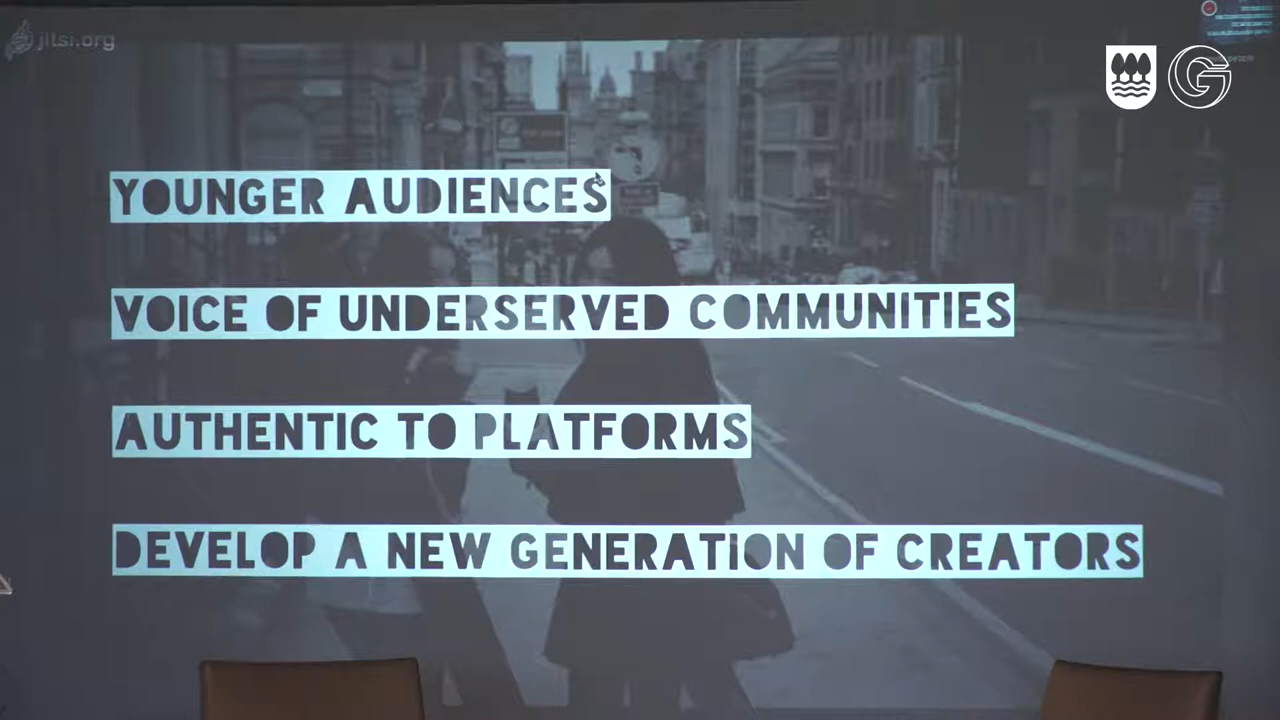 jitsi.org
YOUNGER AUDIENCES
VOICE OF UNDERSERVED COMMUNITIES
AUTHENTIC TO PLATFORMS
DEVELOP A NEW GENERATION OF CREATORS